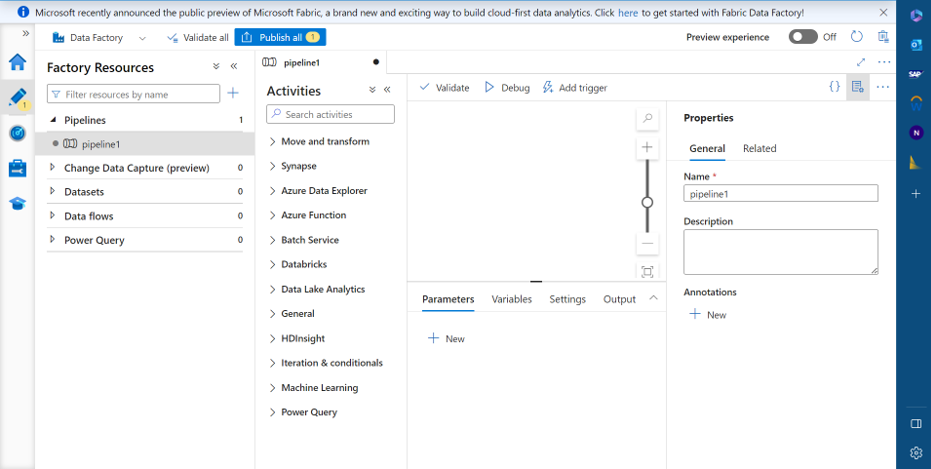 Microsoft recently announced the public preview of Microsoft Fabric, a brand new and exciting way to build cloud-first data analytics. Click here to get started with Fabric Data Factory!
Data Factory
Validate all
Publish all 1
Preview experience
Off
Factory Resources
Filter resources by name
Pipelines 1
pipeline1
Change Data Capture (preview) 0
Datasets 0
Data flows 0
Power Query 0
1
pipeline1
Activities
Search activities
Move and transform
Synapse
Azure Data Explorer
Azure Function
Batch Service
Databricks
Data Lake Analytics
General
HDInsight
Iteration & conditionals
Machine Learning
Power Query
Validate
Debug
Add trigger
{}
Parameters
Variables
Settings
Output
New
Properties
General
Related
Name *
pipeline1
Description
Annotations
New
SAP
N